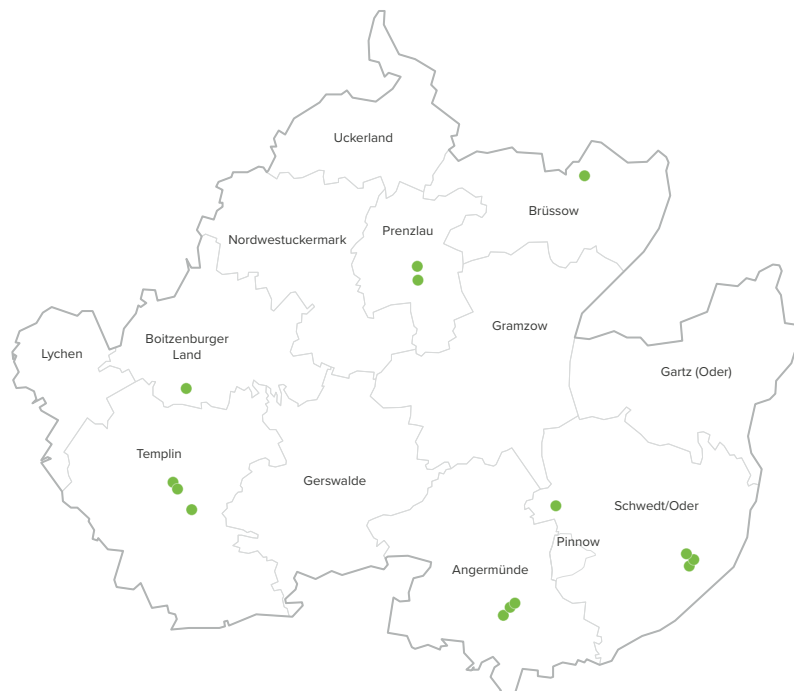 Uckerland
Brüssow
Prenzlau
Nordwestuckermark
Gramzow
Boitzenburger
Land
Lychen
Gartz (Oder)
Templin
Gerswalde
Schwedt/Oder
Pinnow
Angermünde